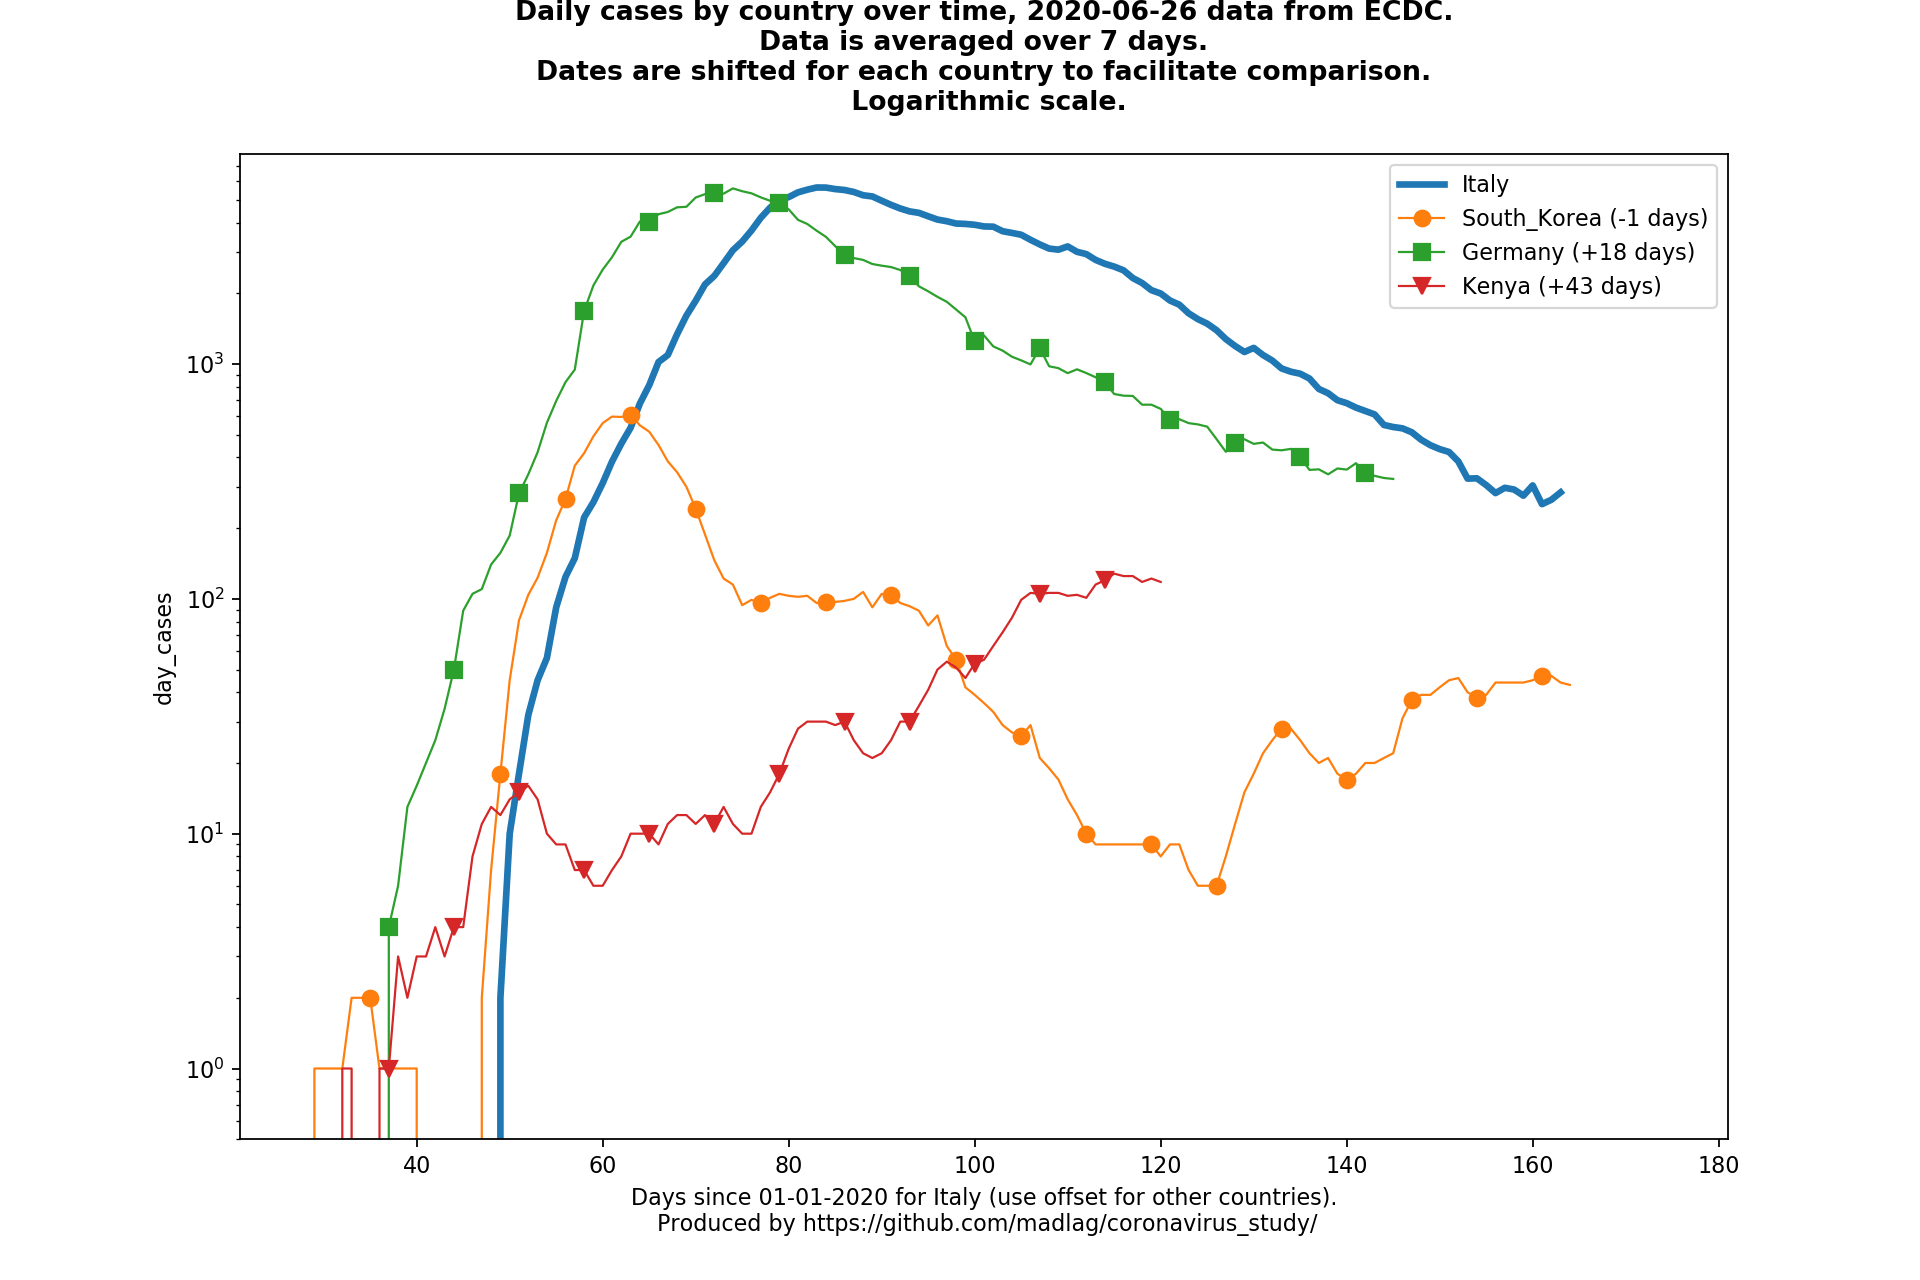 Daily cases by country over time, 2020-06-26 data from ECDC.
Data is averaged over 7 days.
Dates are shifted for each country to facilitate comparison.
Logarithmic scale.
Italy
South_Korea (-1 days)
Germany (+18 days)
Kenya (+43 days)
day_cases
10³
10²
10¹
10⁰
40 60 80 100 120 140 160 180
Days since 01-01-2020 for Italy (use offset for other countries).
Produced by https://github.com/madlag/coronavirus_study/